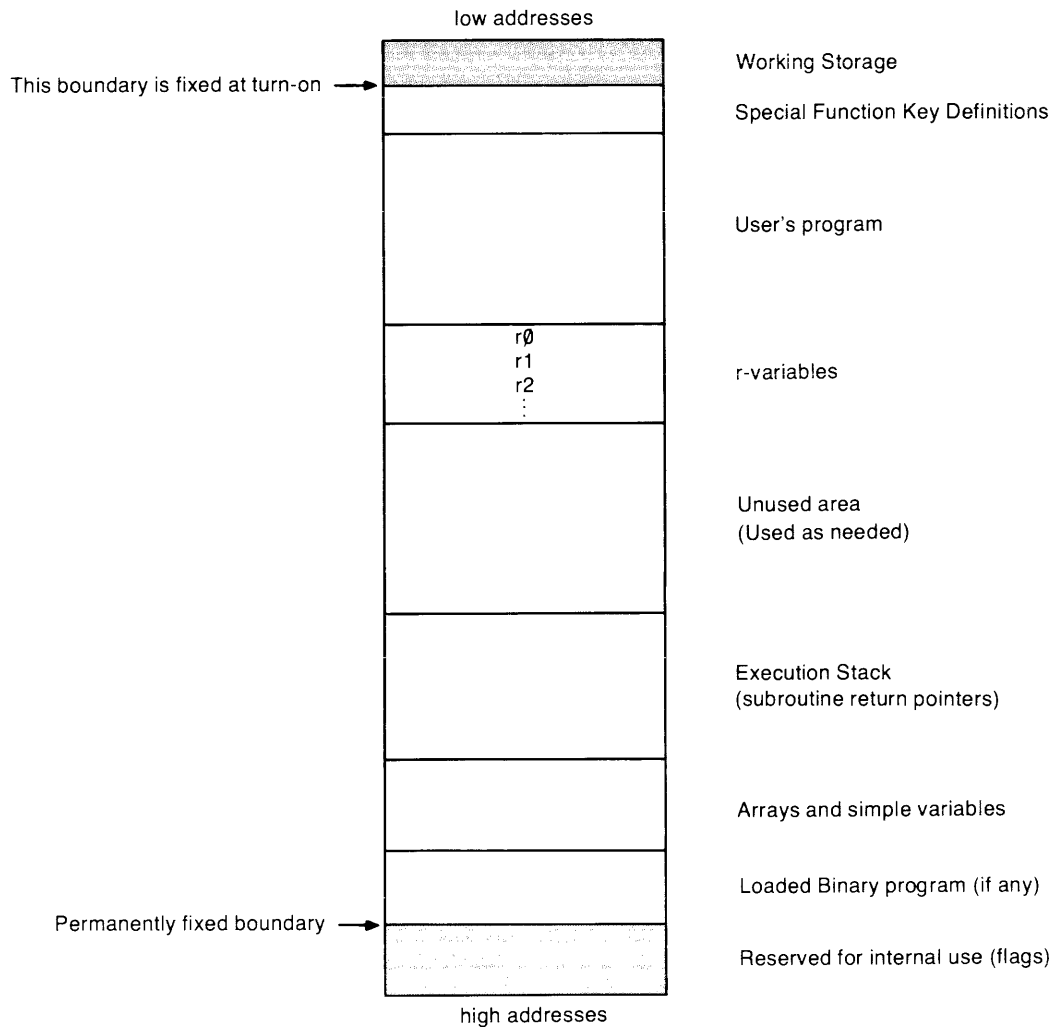 low addresses
Working Storage
This boundary is fixed at turn-on
Special Function Key Definitions
User's program
r0
r1
r2
⋮
r-variables
Unused area
(Used as needed)
Execution Stack
(subroutine return pointers)
Arrays and simple variables
Loaded Binary program (if any)
Permanently fixed boundary
Reserved for internal use (flags)
high addresses